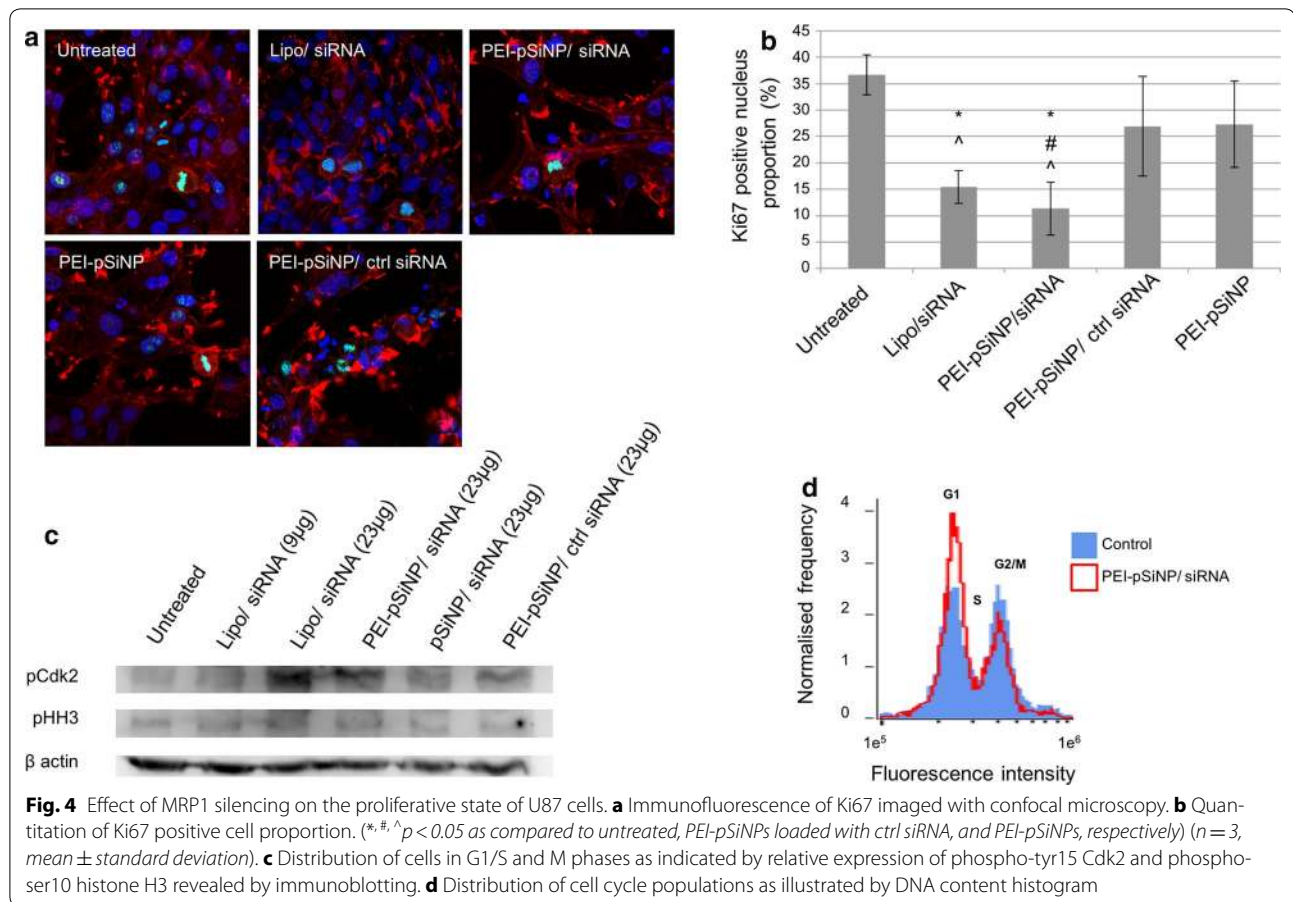 a
Untreated
Lipo/ siRNA
PEI-pSiNP/ siRNA
PEI-pSiNP
PEI-pSiNP/ ctrl siRNA
b
Ki67 positive nucleus
proportion (%)
45
40
35
30
25
20
15
10
5
0
*
^
*
#
^
Untreated
Lipo/siRNA
PEI-pSiNP/siRNA
PEI-pSiNP/ ctrl siRNA
PEI-pSiNP
c
Untreated
Lipo/ siRNA (9µg)
Lipo/ siRNA (23µg)
PEI-pSiNP/ siRNA (23µg)
pSiNP/ siRNA (23µg)
PEI-pSiNP/ ctrl siRNA (23µg)
pCdk2
pHH3
β actin
d
Normalised frequency
4
3
2
1
0
G1
S
G2/M
1e5
1e6
Fluorescence intensity
Control
PEI-pSiNP/ siRNA
Fig. 4 Effect of MRP1 silencing on the proliferative state of U87 cells. a Immunofluorescence of Ki67 imaged with confocal microscopy. b Quan-
titation of Ki67 positive cell proportion. (*, #, ^p < 0.05 as compared to untreated, PEI-pSiNPs loaded with ctrl siRNA, and PEI-pSiNPs, respectively) (n = 3,
mean ± standard deviation). c Distribution of cells in G1/S and M phases as indicated by relative expression of phospho-tyr15 Cdk2 and phospho-
ser10 histone H3 revealed by immunoblotting. d Distribution of cell cycle populations as illustrated by DNA content histogram